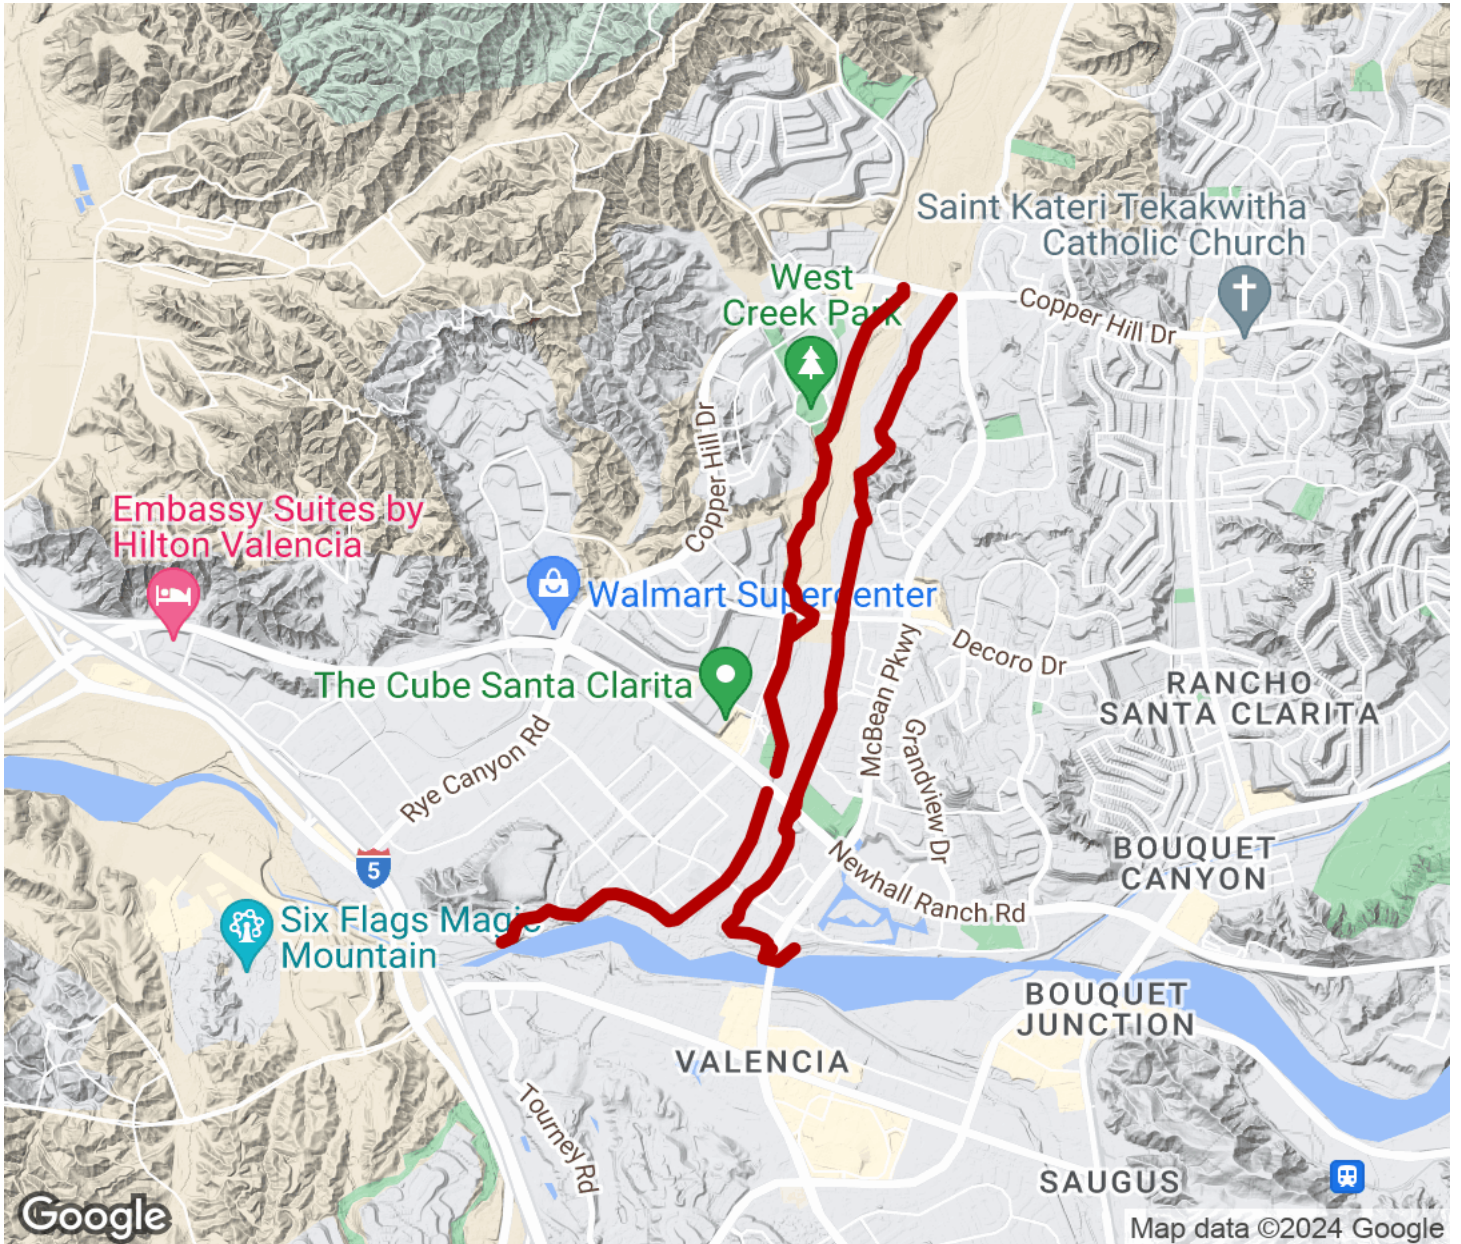 Saint Kateri Tekakwitha
Catholic Church
West
Creek Park
Copper Hill Dr
Copper Hill Dr
Embassy Suites by
Hilton Valencia
Walmart Supercenter
Decoro Dr
The Cube Santa Clarita
McBean Pkwy
RANCHO
SANTA CLARITA
Rye Canyon Rd
Grandview Dr
5
Newhall Ranch Rd
BOUQUET
CANYON
Six Flags Magic
Mountain
BOUQUET
JUNCTION
VALENCIA
Tourney Rd
SAUGUS
Google
Map data ©2024 Google